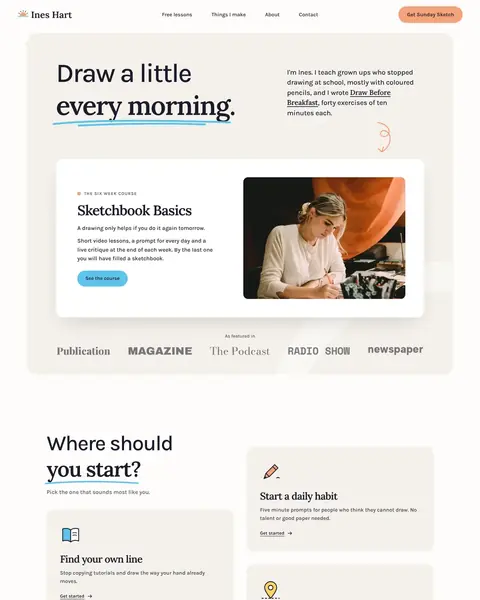 Ines Hart
Free lessons
Things I make
About
Contact
Get Sunday Sketch
Draw a little
every morning.
I'm Ines. I teach grown ups who stopped
drawing at school, mostly with coloured
pencils, and I wrote Draw Before
Breakfast, forty exercises of ten
minutes each.
THE SIX WEEK COURSE
Sketchbook Basics
A drawing only helps if you do it again tomorrow.
Short video lessons, a prompt for every day and a
live critique at the end of each week. By the last one
you will have filled a sketchbook.
See the course
As featured in
Publication
MAGAZINE
The Podcast
RADIO SHOW
newspaper
Where should
you start?
Pick the one that sounds most like you.
Find your own line
Stop copying tutorials and draw the way your hand already
moves.
Get started
Start a daily habit
Five minute prompts for people who think they cannot draw. No
talent or good paper needed.
Get started